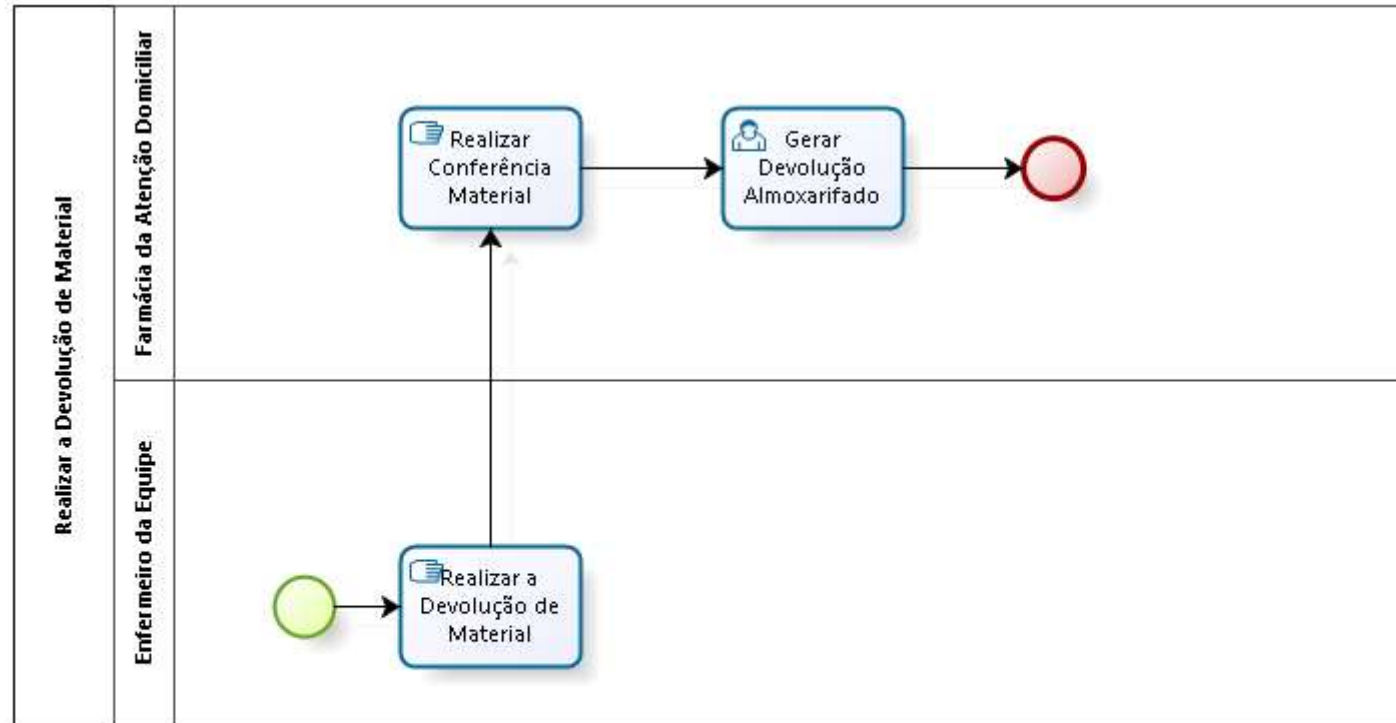 Realizar a Devolução de Material
Farmácia da Atenção Domiciliar
Realizar
Conferência
Material
Gerar
Devolução
Almoxarifado
Enfermeiro da Equipe
Realizar a
Devolução de
Material